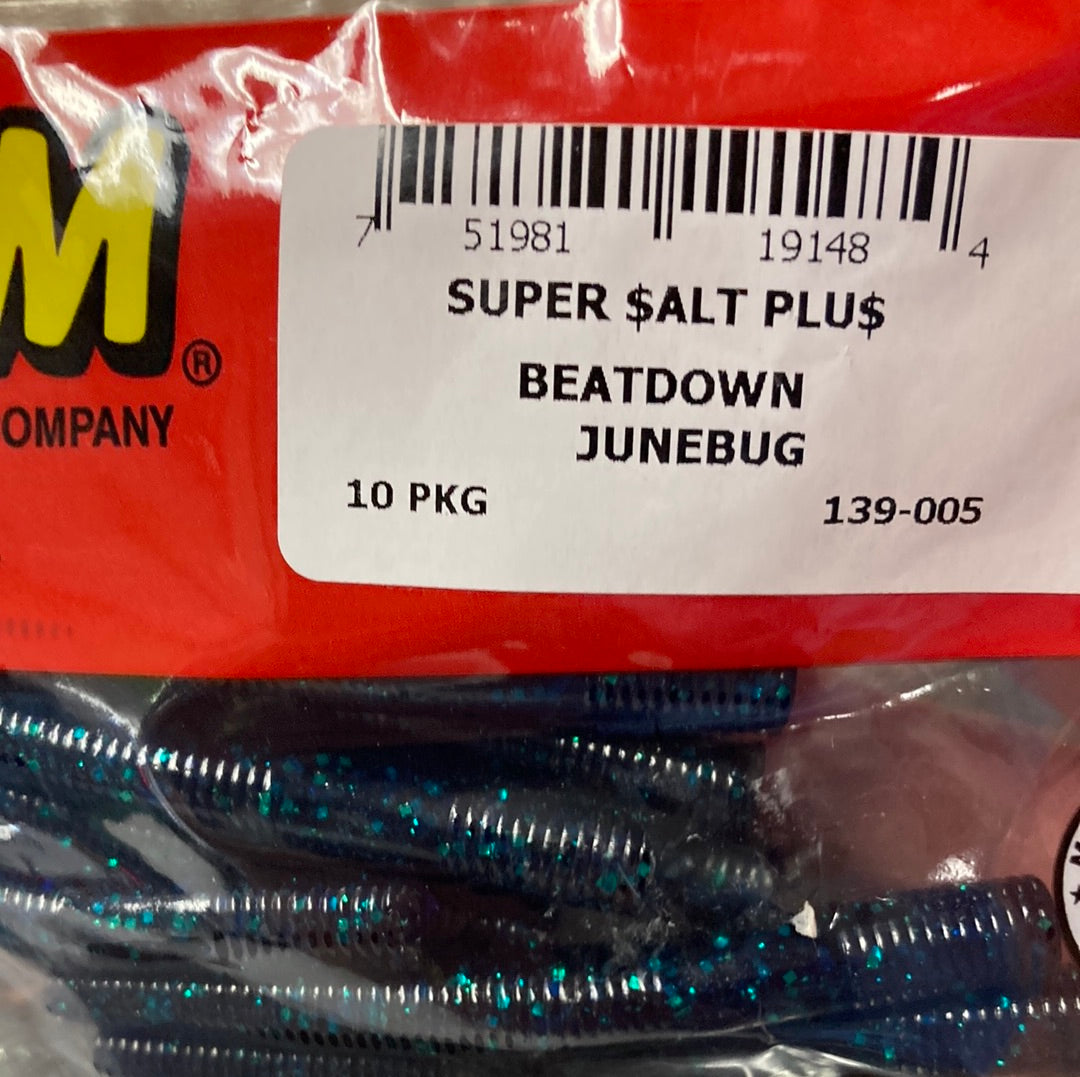 M®
OMPANY
7 51981 19148 4
SUPER $ALT PLU$
BEATDOWN
JUNEBUG
10 PKG 139-005